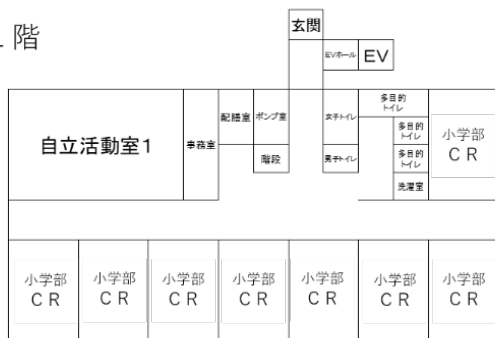 階
玄関
EVホール
EV
自立活動室1
事務室
配膳室
ポンプ室
階段
女子トイレ
男子トイレ
多目的
トイレ
多目的
トイレ
多目的
トイレ
洗濯室
小学部
CR
小学部
CR
小学部
CR
小学部
CR
小学部
CR
小学部
CR
小学部
CR
小学部
CR